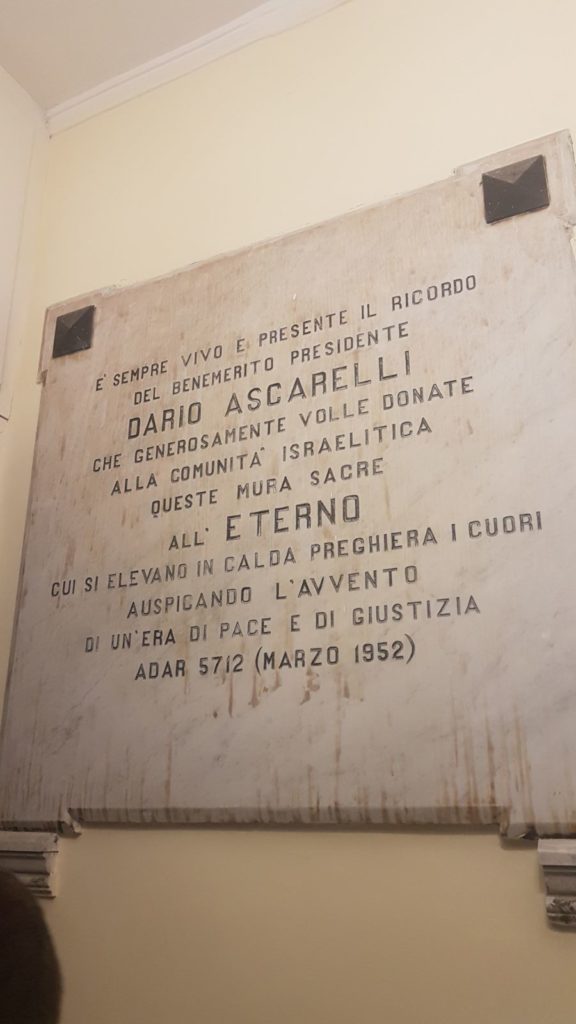 E' SEMPRE VIVO E PRESENTE IL RICORDO
DEL BENEMERITO PRESIDENTE
DARIO ASCARELLI
CHE GENEROSAMENTE VOLLE DONATE
ALLA COMUNITA' ISRAELITICA
QUESTE MURA SACRE
ALL' ETERNO
CUI SI ELEVANO IN CALDA PREGHIERA I CUORI
AUSPICANDO L'AVVENTO
DI UN'ERA DI PACE E DI GIUSTIZIA
ADAR 5712 (MARZO 1952)